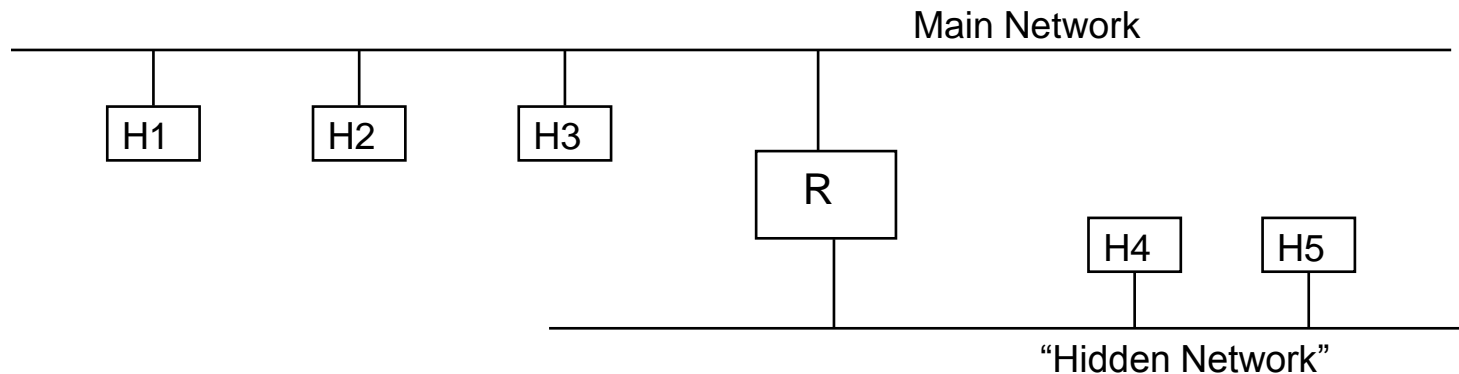 Main Network
H1 H2 H3
R
H4 H5
“Hidden Network”